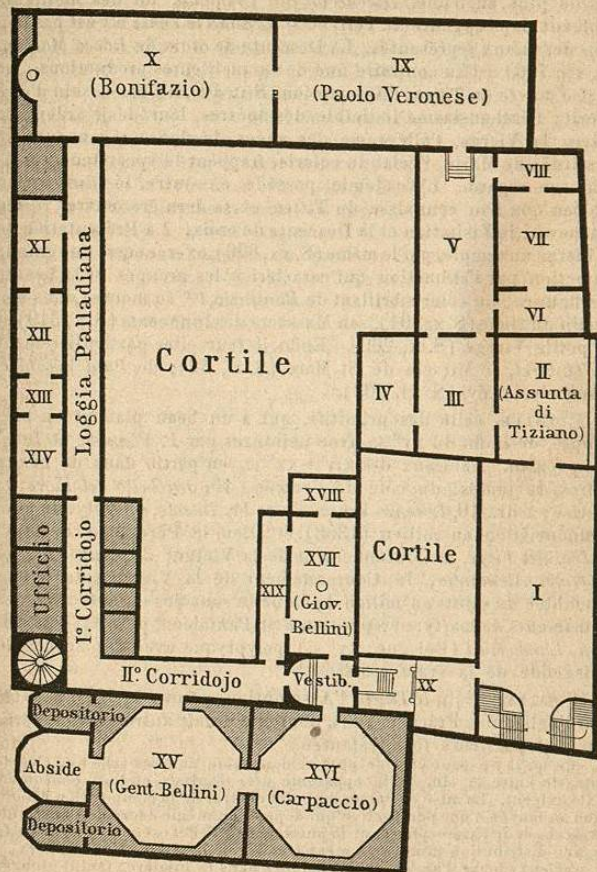 X
(Bonifazio)
IX
(Paolo Veronese)
VIII
V
VII
VI
XI
Loggia Palladiana
Cortile
XII
IV
III
II
(Assunta
di
Tiziano)
XIII
XIV
XVIII
Cortile
Ufficio
I.º Corridojo
XVII
(Giov.
Bellini)
XIX
I
II.º Corridojo
Vestib.
XX
Depositorio
Abside
XV
(Gent. Bellini)
XVI
(Carpaccio)
Depositorio